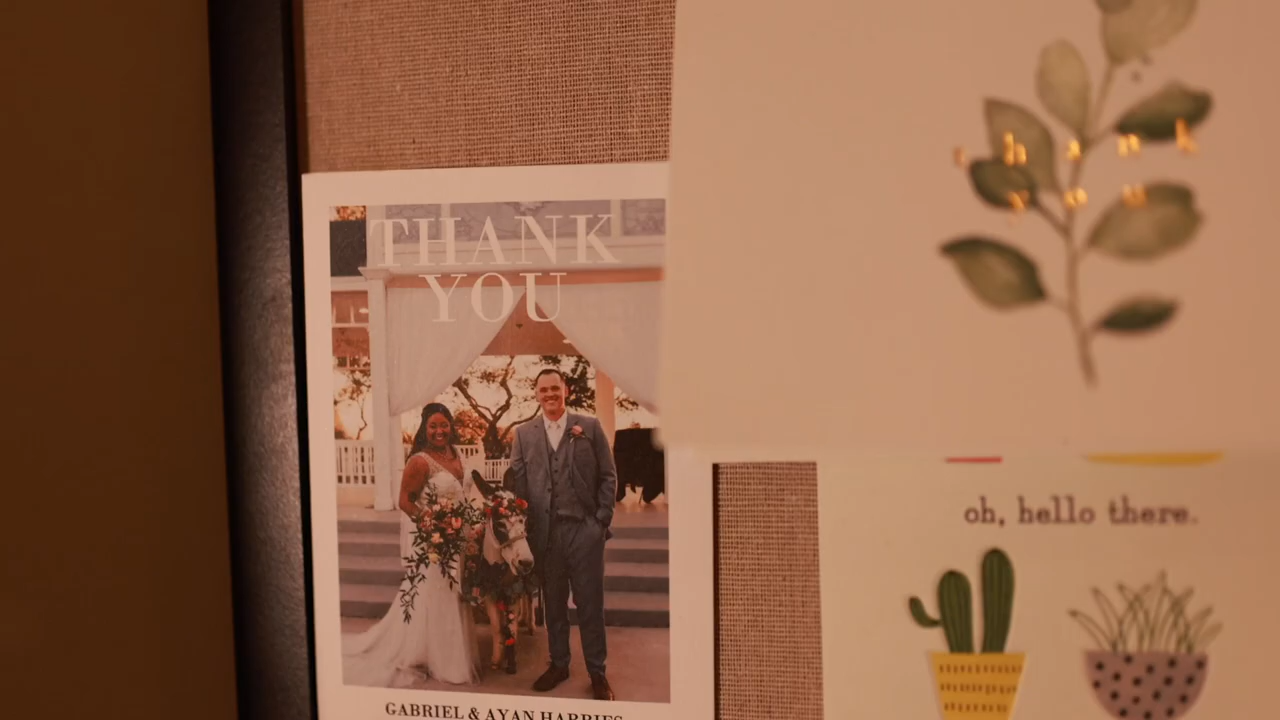 THANK
YOU
GABRIEL & AYAN HARRIES
thank
you
oh, hello there.